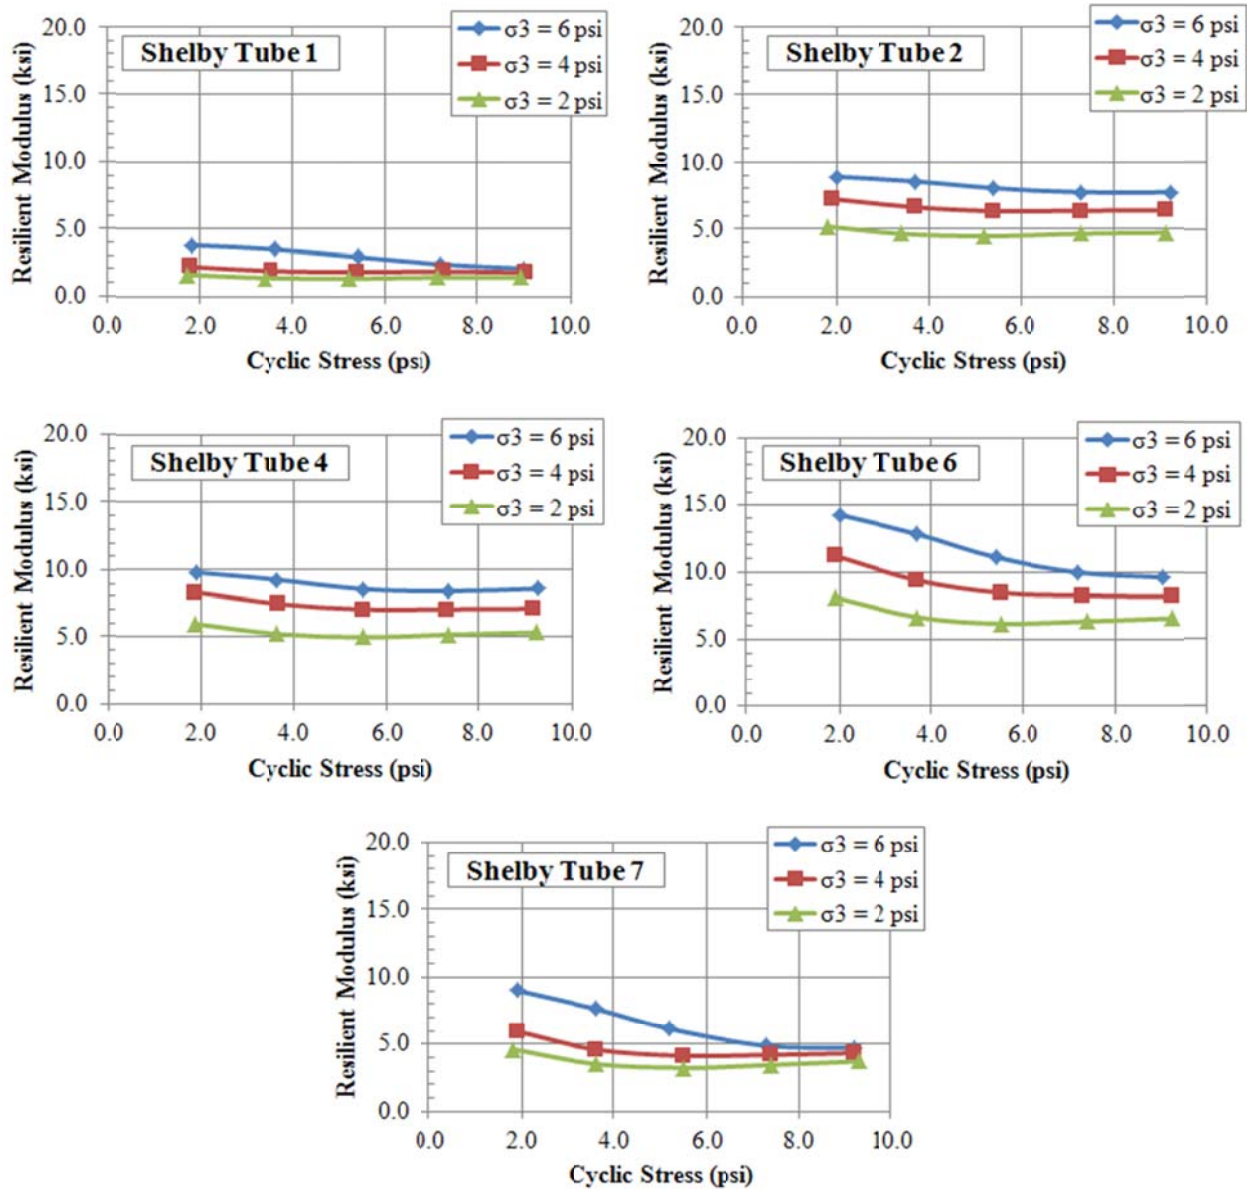 Shelby Tube 1
σ3 = 6 psi
σ3 = 4 psi
σ3 = 2 psi
Resilient Modulus (ksi)
20.0
15.0
10.0
5.0
0.0
0.0 2.0 4.0 6.0 8.0 10.0
Cyclic Stress (psi)
Shelby Tube 2
σ3 = 6 psi
σ3 = 4 psi
σ3 = 2 psi
Resilient Modulus (ksi)
20.0
15.0
10.0
5.0
0.0
0.0 2.0 4.0 6.0 8.0 10.0
Cyclic Stress (psi)
Shelby Tube 4
σ3 = 6 psi
σ3 = 4 psi
σ3 = 2 psi
Resilient Modulus (ksi)
20.0
15.0
10.0
5.0
0.0
0.0 2.0 4.0 6.0 8.0 10.0
Cyclic Stress (psi)
Shelby Tube 6
σ3 = 6 psi
σ3 = 4 psi
σ3 = 2 psi
Resilient Modulus (ksi)
20.0
15.0
10.0
5.0
0.0
0.0 2.0 4.0 6.0 8.0 10.0
Cyclic Stress (psi)
Shelby Tube 7
σ3 = 6 psi
σ3 = 4 psi
σ3 = 2 psi
Resilient Modulus (ksi)
20.0
15.0
10.0
5.0
0.0
0.0 2.0 4.0 6.0 8.0 10.0
Cyclic Stress (psi)